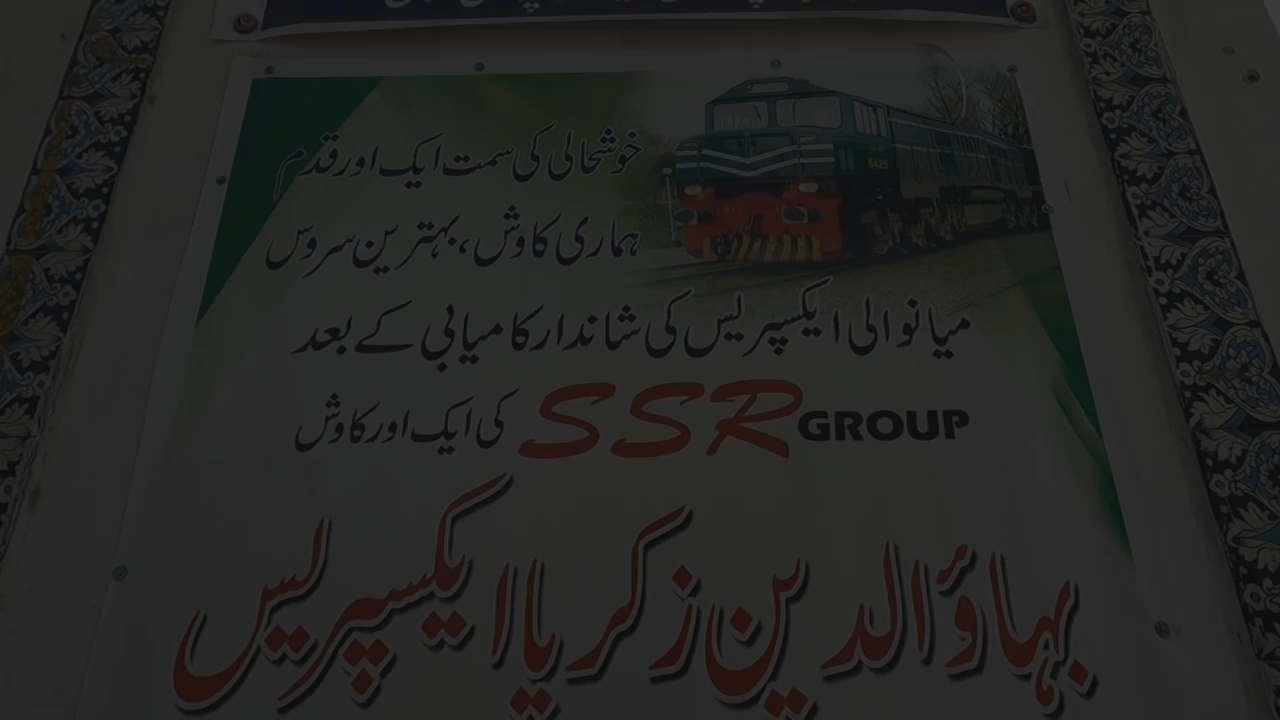 خوشحالی کی سمت ایک اور قدم
6425
ہماری کاوش، بہترین سروس
میانوالی ایکسپریس کی شاندار کامیابی کے بعد
SSR GROUP کی ایک اور کاوش
بہاؤالدین زکریا ایکسپریس